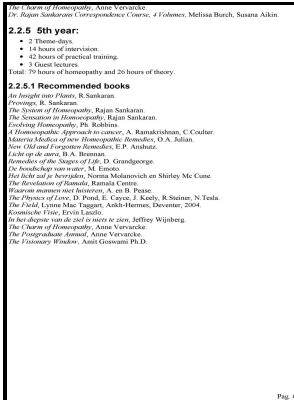 The Charm of Homeopathy, Anne Vervarcke.
Dr. Rajan Sankarans Correspondence Course, 4 Volumes, Melissa Burch, Susana Aikin.
2.2.5 5th year:
• 2 Theme-days.
• 14 hours of intervision.
• 42 hours of practical training.
• 3 Guest lectures.
Total: 79 hours of homeopathy and 26 hours of theory.
2.2.5.1 Recommended books
An Insight into Plants, R.Sankaran.
Provings, R. Sankaran.
The System of Homeopathy, Rajan Sankaran.
The Sensation in Homoeopathy, Rajan Sankaran.
Evolving Homeopathy, Ph. Robbins.
A Homoeopathic Approach to cancer, A. Ramakrishnan, C.Coulter.
Materia Medica of new Homeopathic Remedies, O.A. Julian.
New Old and Forgotten Remedies, E.P. Anshutz.
Licht op de aura, B.A. Brennan.
Remedies of the Stages of Life, D. Grandgeorge.
De boodschap van water, M. Emoto.
Het licht zal je bevrijden, Norma Molanovich en Shirley Mc Cune.
The Revelation of Ramala, Ramala Centre.
Waarom mannen niet luisteren, A. en B. Pease.
The Physics of Love, D. Pond, E. Cayce, J. Keely, R.Steiner, N.Tesla.
The Field, Lynne Mac Taggart, Ankh-Hermes, Deventer, 2004.
Kosmische Visie, Ervin Laszlo.
In het diepste van de ziel is niets te zien, Jeffrey Wijnberg.
The Charm of Homeopathy, Anne Vervarcke.
The Postgraduate Annual, Anne Vervarcke.
The Visionary Window, Amit Goswami Ph.D.
Pag. 6